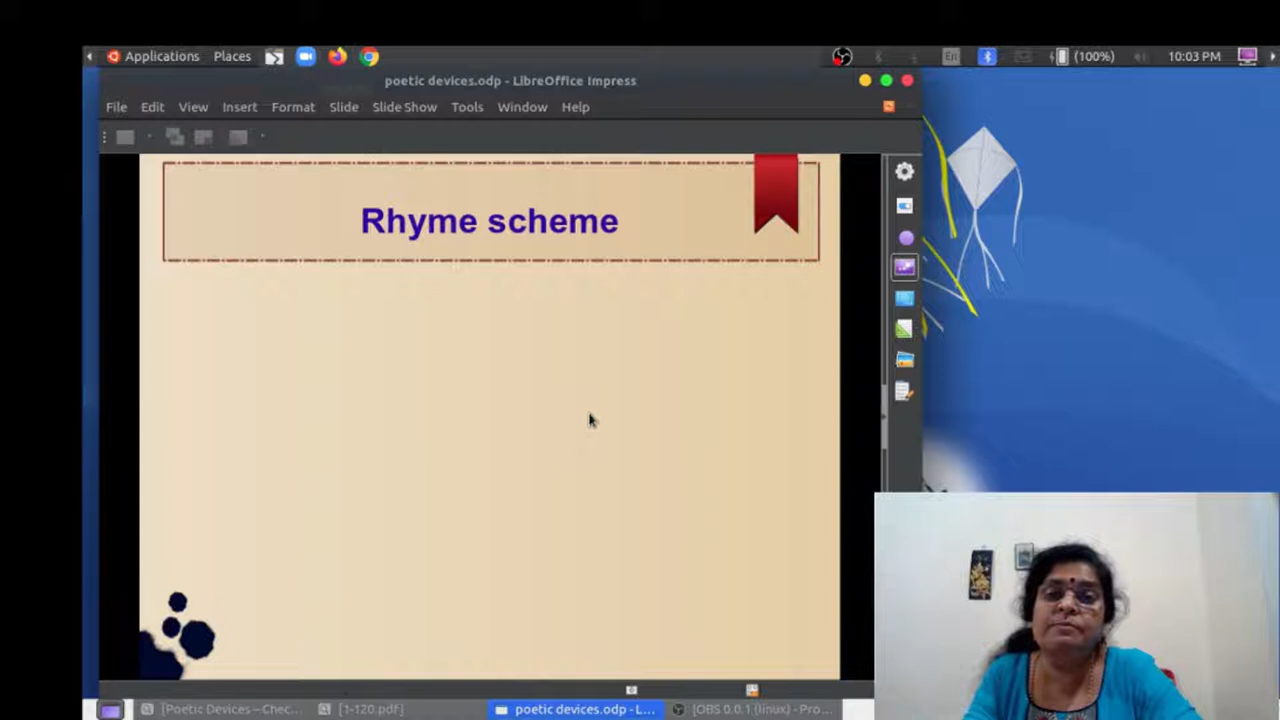 Applications Places En (100%) 10:03 PM
poetic devices.odp - LibreOffice Impress
File Edit View Insert Format Slide Slide Show Tools Window Help
Rhyme scheme
[Poetic Devices – Chec... [1-120.pdf] poetic devices.odp - L... [OBS 0.0.1 (linux) - Pro...